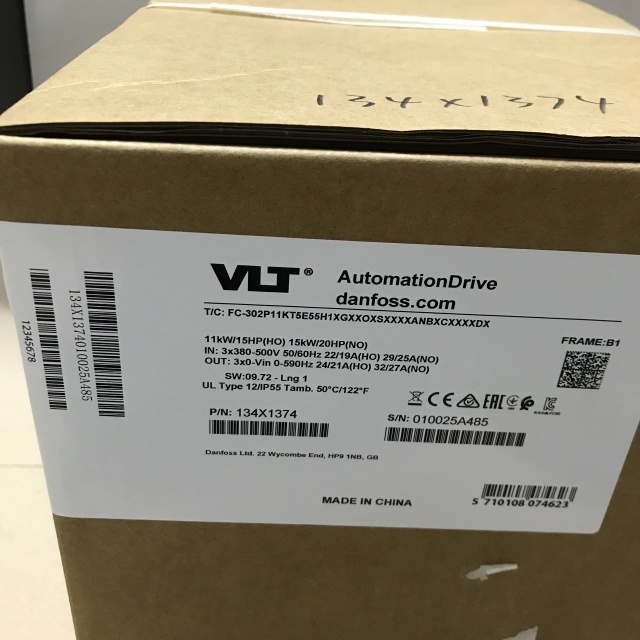 134X1374
VLT® AutomationDrive
danfoss.com
T/C: FC-302P11KT5E55H1XGXXOXSXXXXANBXCXXXXDX
11kW/15HP(HO) 15kW/20HP(NO)
IN: 3x380-500V 50/60Hz 22/19A(HO) 29/25A(NO)
OUT: 3x0-Vin 0-590Hz 24/21A(HO) 32/27A(NO)
SW:09.72 - Lng 1
UL Type 12/IP55 Tamb. 50°C/122°F
FRAME:B1
CE EAC
P/N: 134X1374
S/N: 010025A485
Danfoss Ltd. 22 Wycombe End, HP9 1NB, GB
MADE IN CHINA
5 710108 074623
12345678
134X1374010025A485